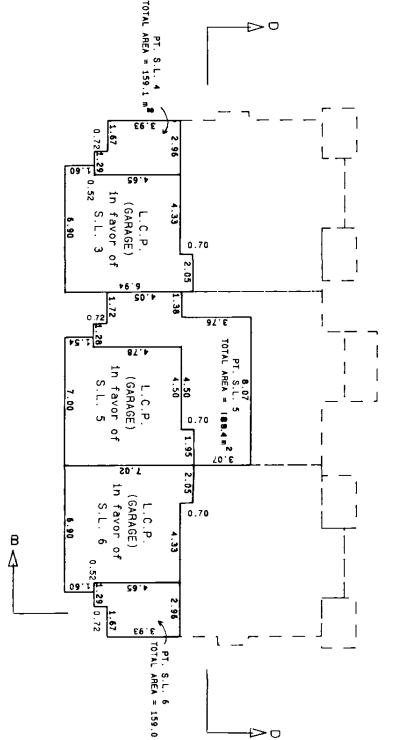 D
D
B
PT. S.L. 4
TOTAL AREA = 159.1 m²
3.93
2.96
1.67
0.72
1.29
1.60
0.52
4.65
4.33
0.70
2.05
L.C.P.
(GARAGE)
in favor of
S.L. 3
6.90
6.94
4.05
1.38
1.72
3.76
8.07
PT. S.L. 5
TOTAL AREA = 188.4 m²
3.07
0.72
1.28
1.54
4.78
4.50
4.50
0.70
1.95
L.C.P.
(GARAGE)
in favor of
S.L. 5
7.00
7.02
2.05
0.70
4.33
L.C.P.
(GARAGE)
in favor of
S.L. 6
6.90
4.65
2.96
0.52
1.60
1.29
0.72
1.67
3.93
PT. S.L. 6
TOTAL AREA = 159.0